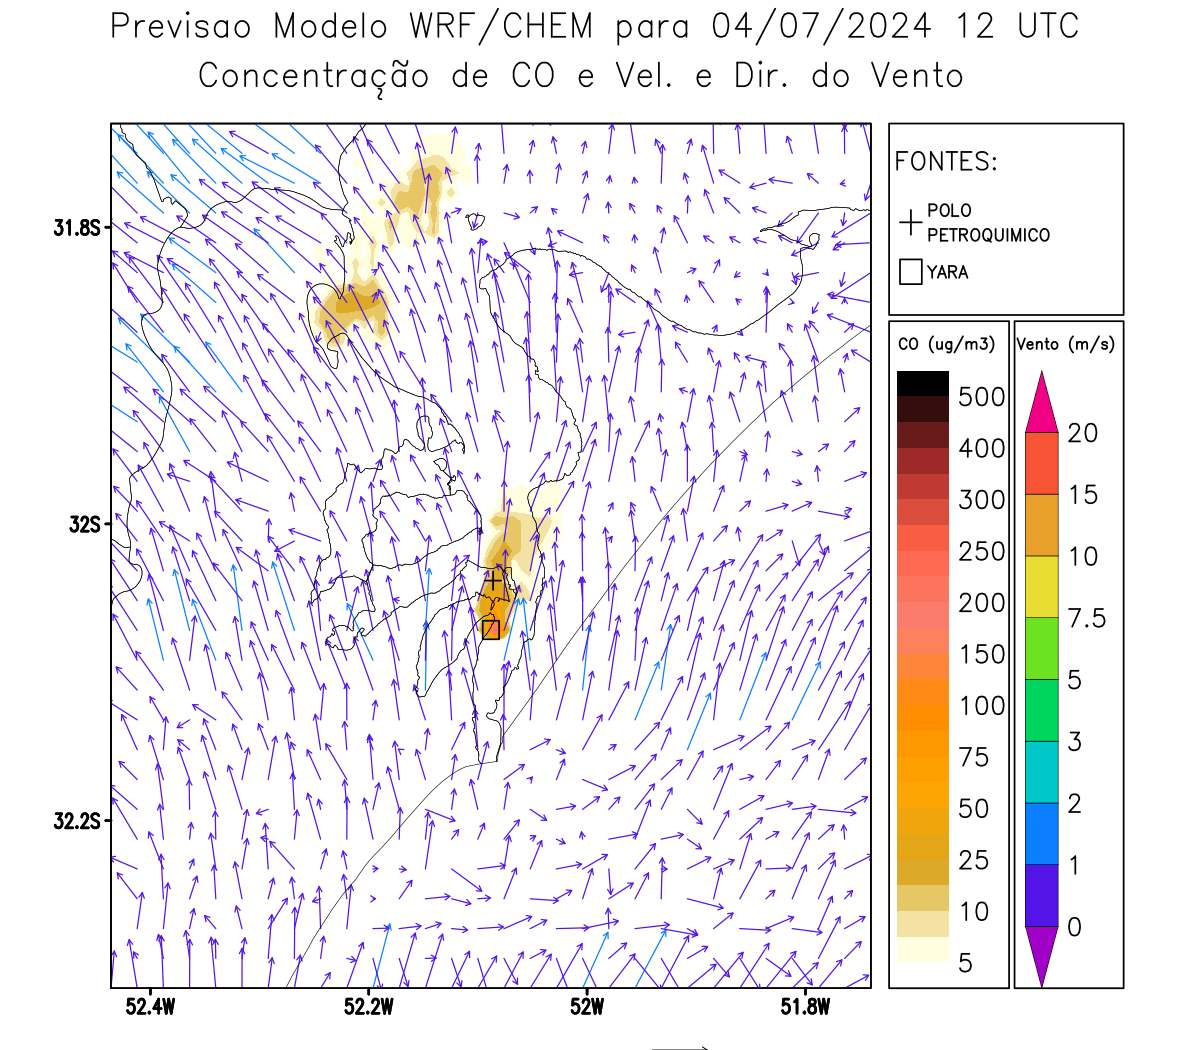 Previsao Modelo WRF/CHEM para 04/07/2024 12 UTC
Concentração de CO e Vel. e Dir. do Vento
FONTES:
POLO
PETROQUIMICO
YARA
CO (ug/m3)
500
400
300
250
200
150
100
75
50
25
10
5
Vento (m/s)
20
15
10
7.5
5
3
2
1
0
31.8S
32S
32.2S
52.4W
52.2W
52W
51.8W